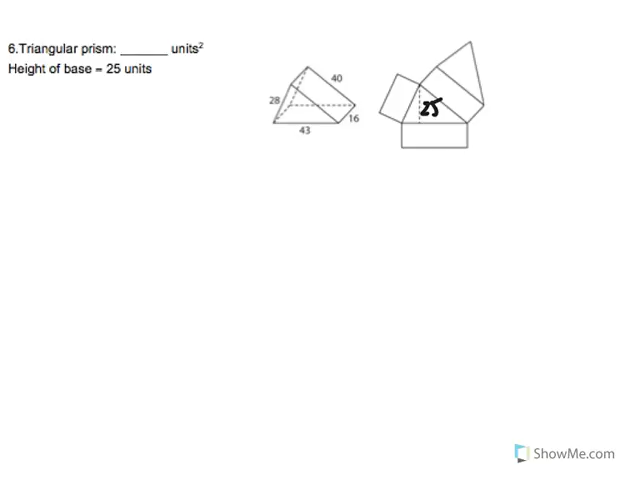 6.Triangular prism: _______ units²
Height of base = 25 units
40
28
16
43
25
ShowMe.com